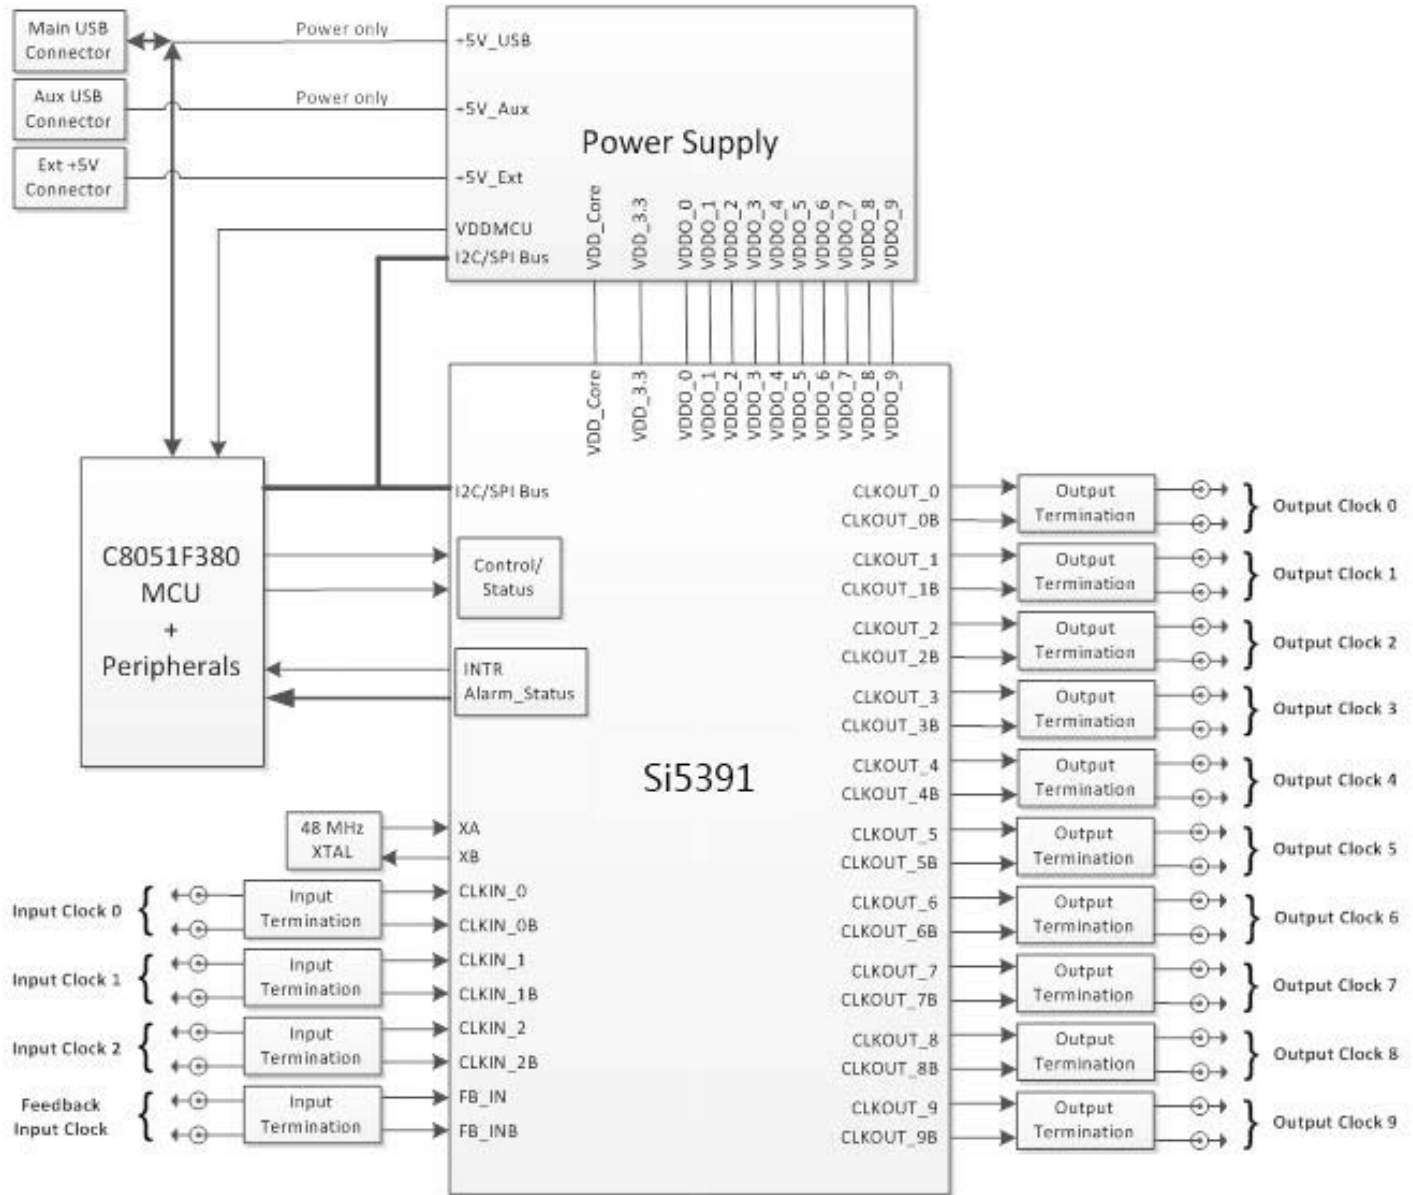 Main USB
Connector
Power only
+5V_USB
Aux USB
Connector
Power only
+5V_Aux
Ext +5V
Connector
+5V_Ext
Power Supply
VDDMCU
I2C/SPI Bus
VDD_Core
VDD_3.3
VDDO_0
VDDO_1
VDDO_2
VDDO_3
VDDO_4
VDDO_5
VDDO_6
VDDO_7
VDDO_8
VDDO_9
VDD_Core
VDD_3.3
VDDO_0
VDDO_1
VDDO_2
VDDO_3
VDDO_4
VDDO_5
VDDO_6
VDDO_7
VDDO_8
VDDO_9
C8051F380
MCU
+
Peripherals
I2C/SPI Bus
Control/
Status
INTR
Alarm_Status
Si5391
48 MHz
XTAL
XA
XB
Input Clock 0
Input
Termination
CLKIN_0
CLKIN_0B
Input Clock 1
Input
Termination
CLKIN_1
CLKIN_1B
Input Clock 2
Input
Termination
CLKIN_2
CLKIN_2B
Feedback
Input Clock
Input
Termination
FB_IN
FB_INB
CLKOUT_0
CLKOUT_0B
Output
Termination
Output Clock 0
CLKOUT_1
CLKOUT_1B
Output
Termination
Output Clock 1
CLKOUT_2
CLKOUT_2B
Output
Termination
Output Clock 2
CLKOUT_3
CLKOUT_3B
Output
Termination
Output Clock 3
CLKOUT_4
CLKOUT_4B
Output
Termination
Output Clock 4
CLKOUT_5
CLKOUT_5B
Output
Termination
Output Clock 5
CLKOUT_6
CLKOUT_6B
Output
Termination
Output Clock 6
CLKOUT_7
CLKOUT_7B
Output
Termination
Output Clock 7
CLKOUT_8
CLKOUT_8B
Output
Termination
Output Clock 8
CLKOUT_9
CLKOUT_9B
Output
Termination
Output Clock 9